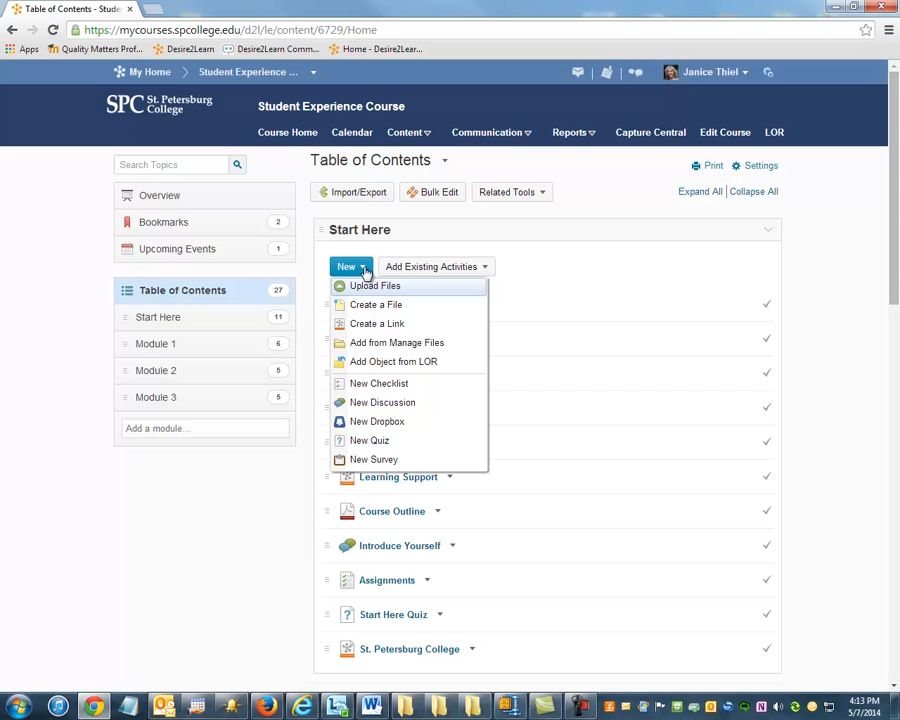 Table of Contents - Stude
https://mycourses.spcollege.edu/d2l/le/content/6729/Home
Apps Quality Matters Prof... Desire2Learn Desire2Learn Comm... Home - Desire2Lear...
My Home Student Experience ... Janice Thiel
SPC St. Petersburg College
Student Experience Course
Course Home Calendar Content Communication Reports Capture Central Edit Course LOR
Search Topics
Overview
Bookmarks 2
Upcoming Events 1
Table of Contents 27
Start Here 11
Module 1 6
Module 2 5
Module 3 5
Add a module...
Table of Contents
Print Settings
Import/Export Bulk Edit Related Tools
Expand All Collapse All
Start Here
New Add Existing Activities
Upload Files
Create a File
Create a Link
Add from Manage Files
Add Object from LOR
New Checklist
New Discussion
New Dropbox
New Quiz
New Survey
Learning Support
Course Outline
Introduce Yourself
Assignments
Start Here Quiz
St. Petersburg College
4:13 PM
5/7/2014